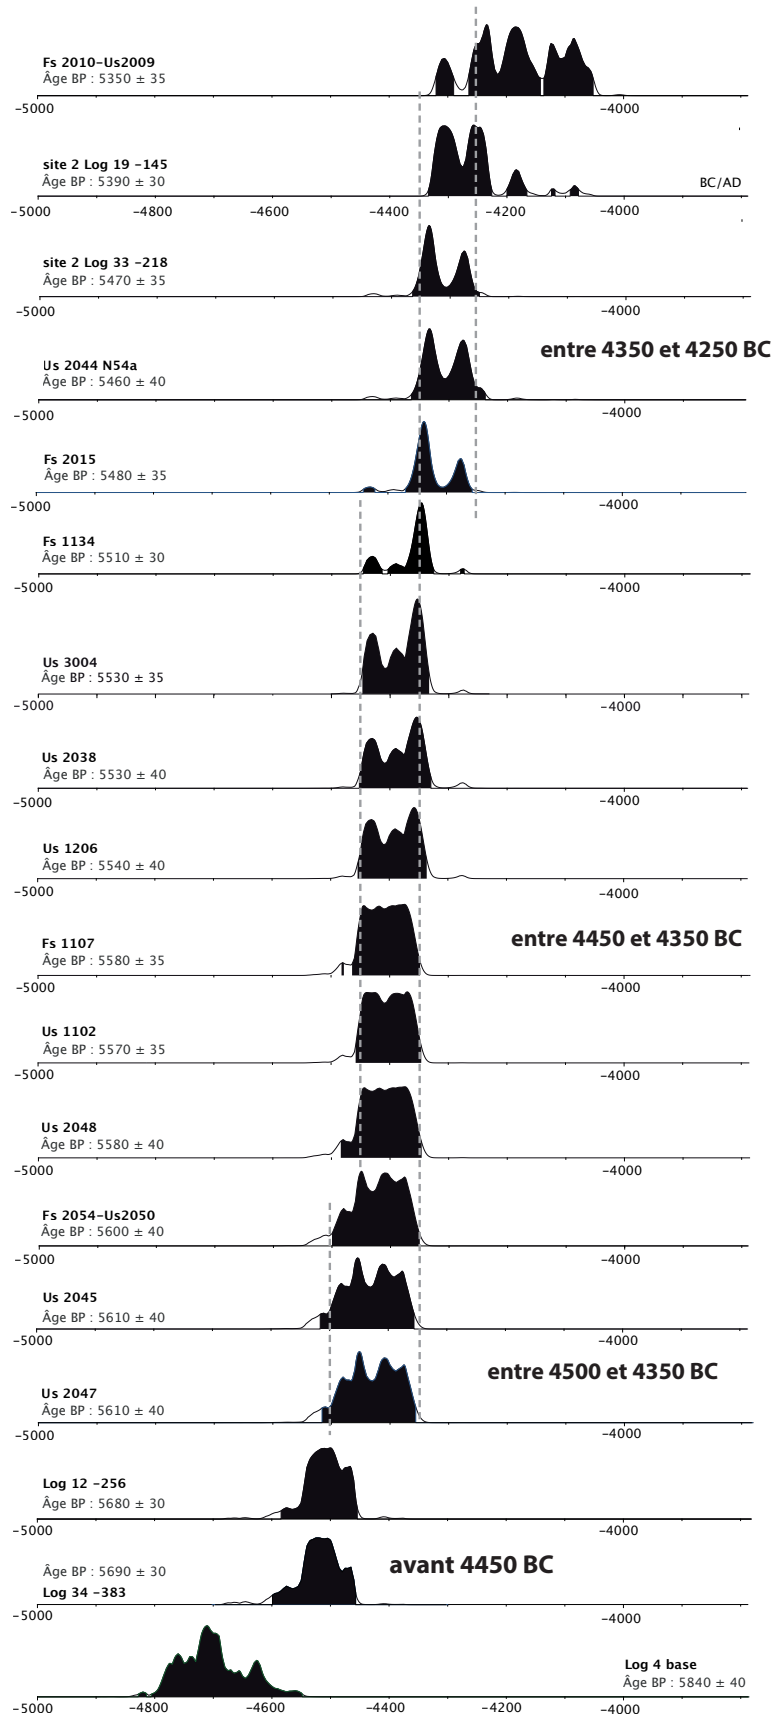 Fs 2010-Us2009
Âge BP : 5350 ± 35
-5000 -4000
site 2 Log 19 -145
Âge BP : 5390 ± 30
BC/AD
-5000 -4800 -4600 -4400 -4200 -4000
site 2 Log 33 -218
Âge BP : 5470 ± 35
-5000 -4000
entre 4350 et 4250 BC
Us 2044 N54a
Âge BP : 5460 ± 40
-5000 -4000
Fs 2015
Âge BP : 5480 ± 35
-5000 -4000
Fs 1134
Âge BP : 5510 ± 30
-5000 -4000
Us 3004
Âge BP : 5530 ± 35
-5000 -4000
Us 2038
Âge BP : 5530 ± 40
-5000 -4000
Us 1206
Âge BP : 5540 ± 40
-5000 -4000
Fs 1107
entre 4450 et 4350 BC
Âge BP : 5580 ± 35
-5000 -4000
Us 1102
Âge BP : 5570 ± 35
-5000 -4000
Us 2048
Âge BP : 5580 ± 40
-5000 -4000
Fs 2054-Us2050
Âge BP : 5600 ± 40
-5000 -4000
Us 2045
Âge BP : 5610 ± 40
-5000 -4000
entre 4500 et 4350 BC
Us 2047
Âge BP : 5610 ± 40
-5000 -4000
Log 12 -256
Âge BP : 5680 ± 30
-5000 -4000
avant 4450 BC
Âge BP : 5690 ± 30
Log 34 -383
-5000 -4000
Log 4 base
Âge BP : 5840 ± 40
-5000 -4800 -4600 -4400 -4200 -4000